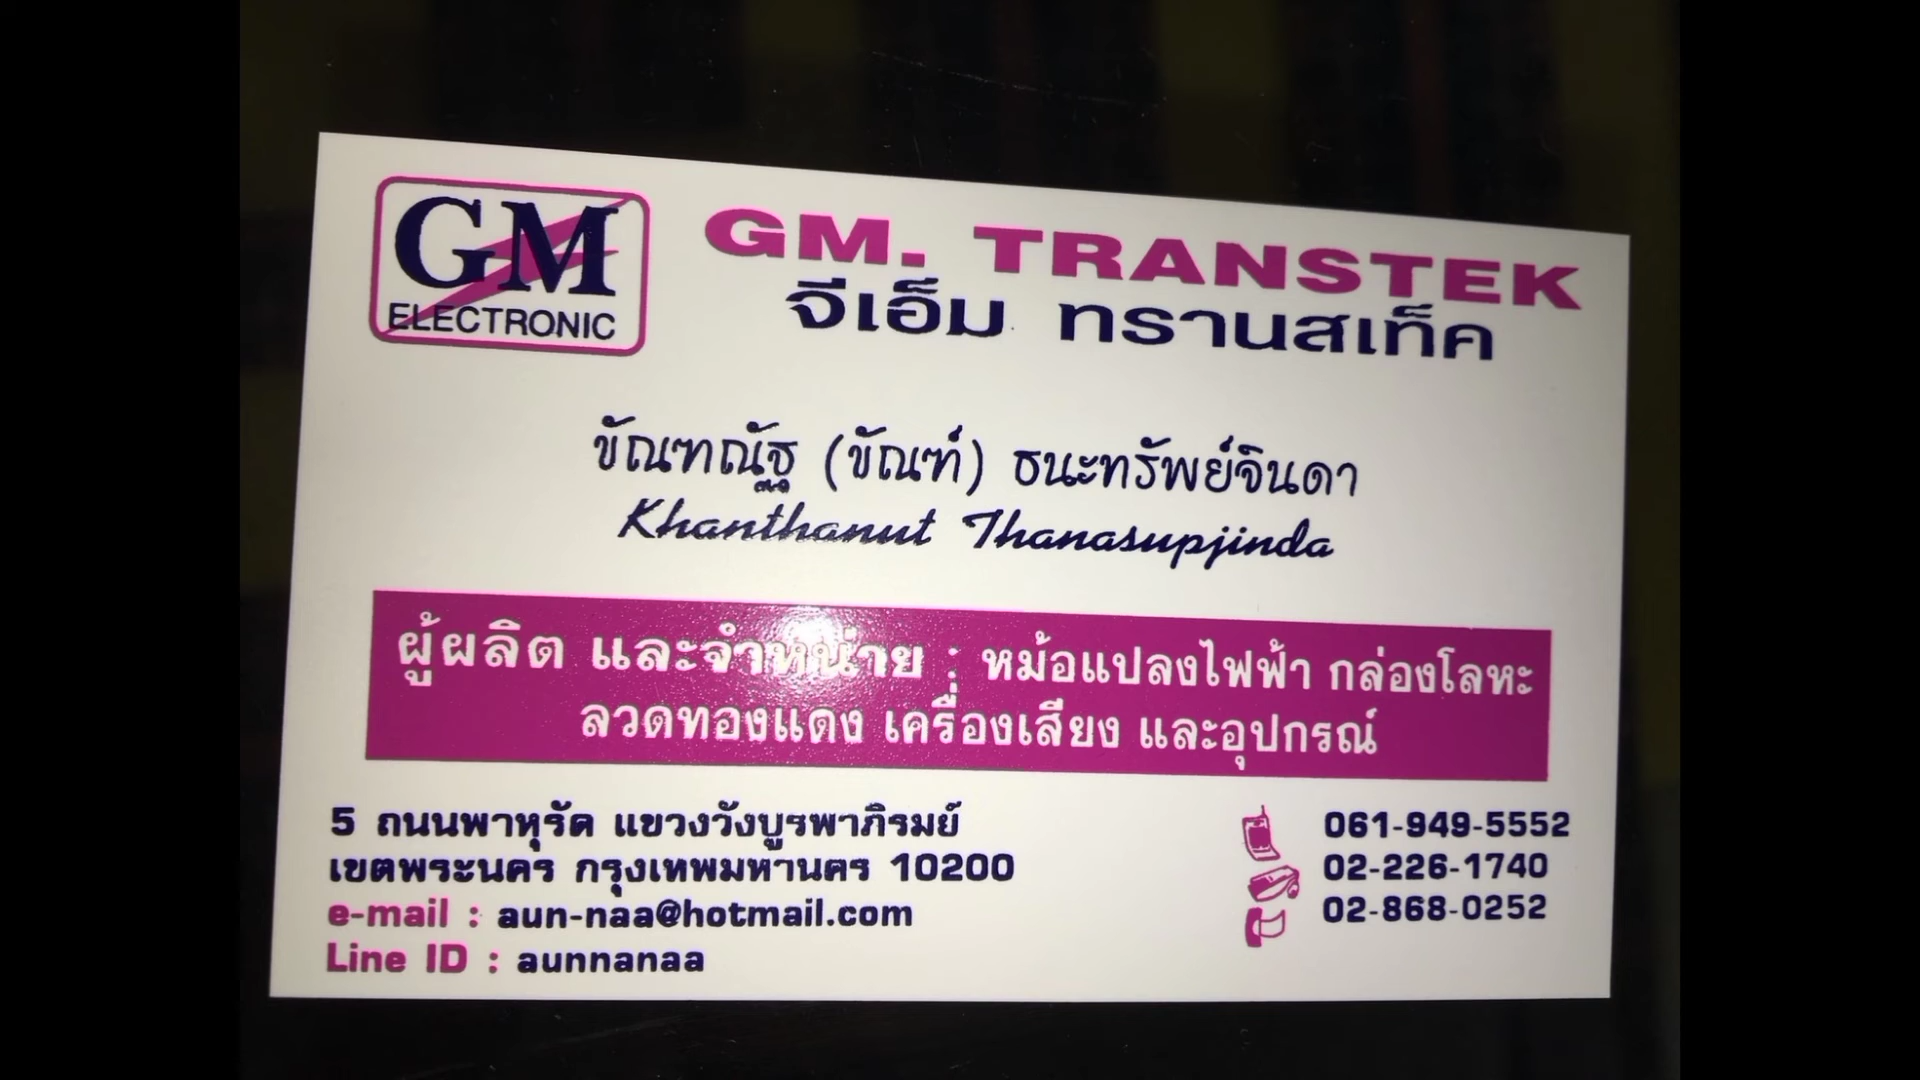 GM
ELECTRONIC
GM. TRANSTEK
จีเอ็ม ทรานสเท็ค
ขัณฑณัฐ (ขัณฑ์) ธนะทรัพย์จินดา
Khanthanut Thanasupjinda
ผู้ผลิต และจำหน่าย : หม้อแปลงไฟฟ้า กล่องโลหะ
ลวดทองแดง เครื่องเสียง และอุปกรณ์
5 ถนนพาหุรัด แขวงวังบูรพาภิรมย์
เขตพระนคร กรุงเทพมหานคร 10200
e-mail : aun-naa@hotmail.com
Line ID : aunnanaa
061-949-5552
02-226-1740
02-868-0252